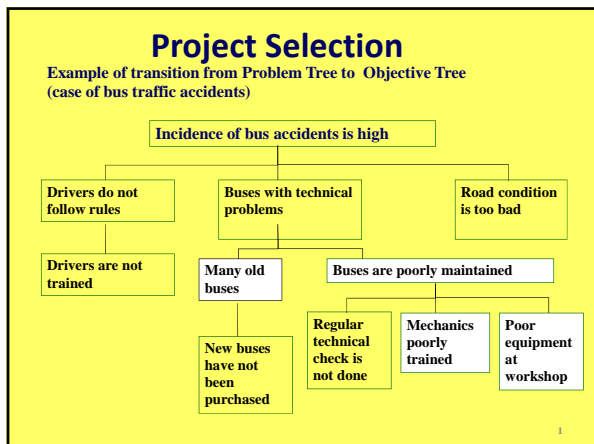 Project Selection
Example of transition from Problem Tree to Objective Tree
(case of bus traffic accidents)
Incidence of bus accidents is high
Drivers do not
follow rules
Buses with technical
problems
Road condition
is too bad
Drivers are not
trained
Many old
buses
Buses are poorly maintained
New buses
have not
been
purchased
Regular
technical
check is
not done
Mechanics
poorly
trained
Poor
equipment
at
workshop
1